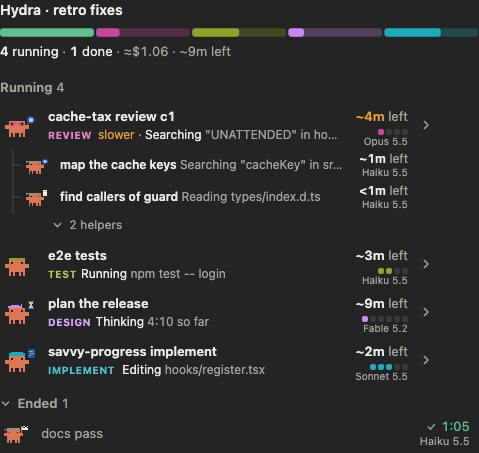 Hydra · retro fixes
4 running · 1 done · ≈$1.06 · ~9m left
Running 4
cache-tax review c1
~4m left
REVIEW slower · Searching "UNATTENDED" in ho...
Opus 5.5
map the cache keys Searching "cacheKey" in sr...
~1m left
Haiku 5.5
find callers of guard Reading types/index.d.ts
<1m left
Haiku 5.5
2 helpers
e2e tests
~3m left
TEST Running npm test -- login
Haiku 5.5
plan the release
~9m left
DESIGN Thinking 4:10 so far
Fable 5.2
savvy-progress implement
~2m left
IMPLEMENT Editing hooks/register.tsx
Sonnet 5.5
Ended 1
docs pass
✓ 1:05
Haiku 5.5